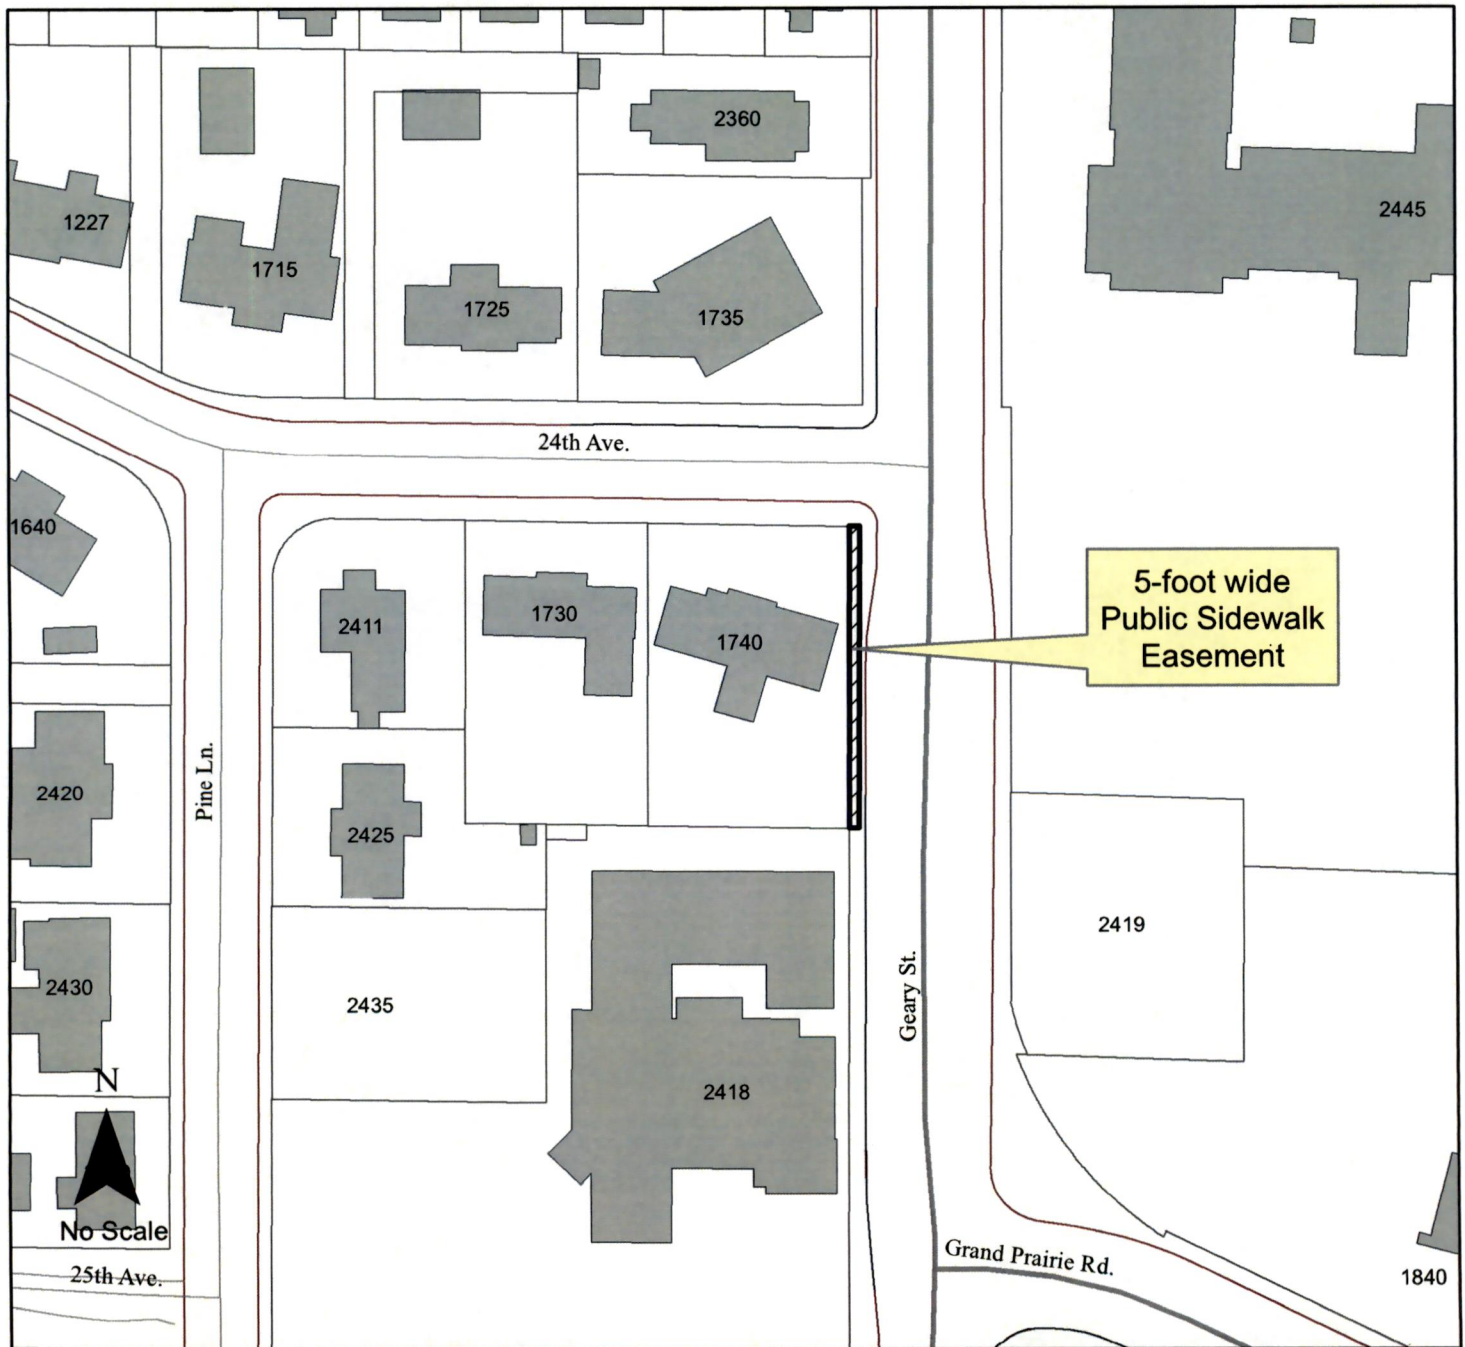 2360
2445
1227
1715
1725
1735
24th Ave.
1640
5-foot wide
Public Sidewalk
Easement
2411
1730
1740
Pine Ln.
2420
2425
2419
2430
2435
Geary St.
N
2418
No Scale
Grand Prairie Rd.
25th Ave.
1840